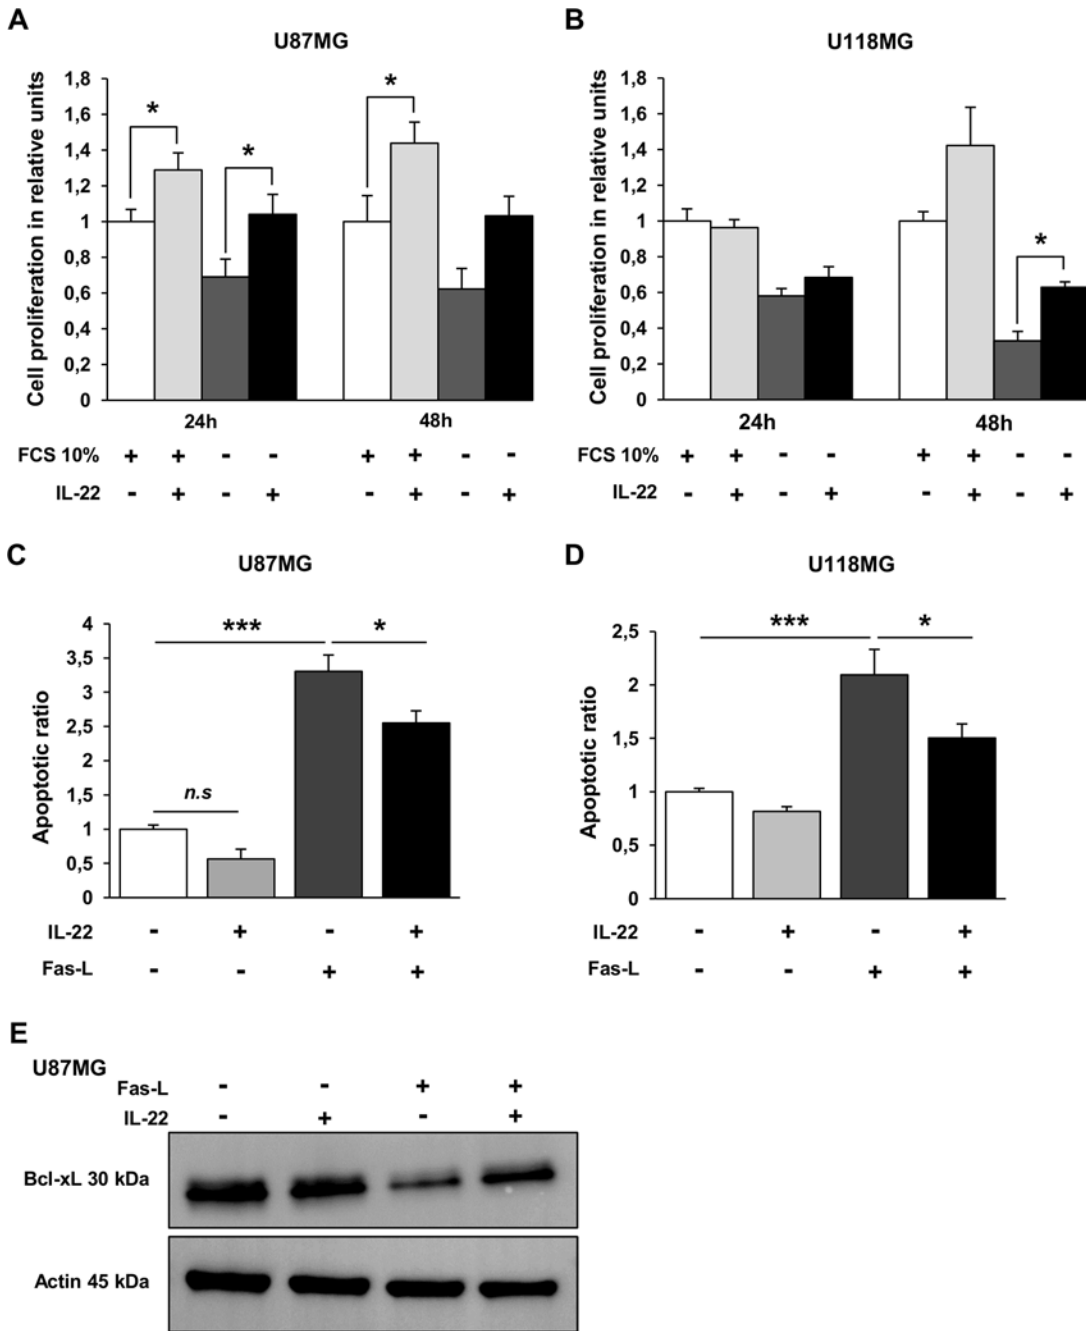 A
U87MG
Cell proliferation in relative units
1,8
1,6
1,4
1,2
1
0,8
0,6
0,4
0,2
0
* * *
24h 48h
FCS 10% + + - - + + - -
IL-22 - + - + - + - +
B
U118MG
Cell proliferation in relative units
1,8
1,6
1,4
1,2
1
0,8
0,6
0,4
0,2
0
*
24h 48h
FCS 10% + + - - + + - -
IL-22 - + - + - + - +
C
U87MG
Apoptotic ratio
4
3,5
3
2,5
2
1,5
1
0,5
0
*** *
n.s
IL-22 - + - +
Fas-L - - + +
D
U118MG
Apoptotic ratio
2,5
2
1,5
1
0,5
0
*** *
IL-22 - + - +
Fas-L - - + +
E
U87MG
Fas-L - - + +
IL-22 - + - +
Bcl-xL 30 kDa
Actin 45 kDa